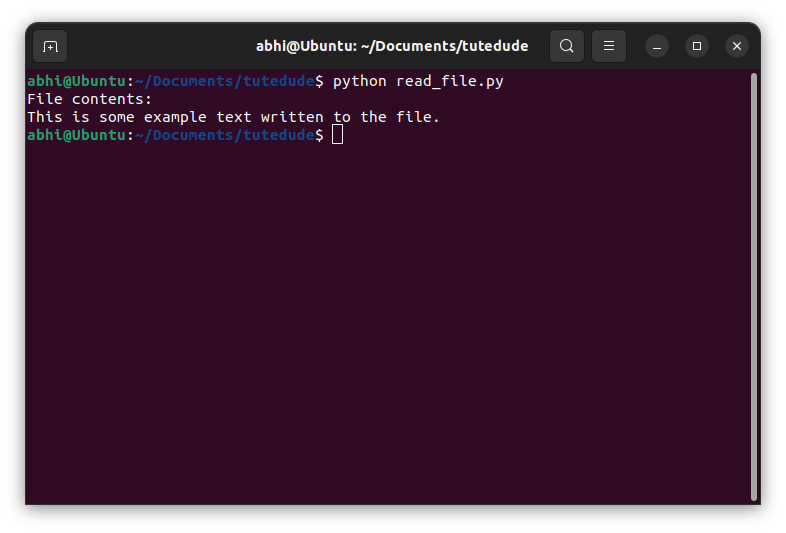 abhi@Ubuntu: ~/Documents/tutedude
abhi@Ubuntu:~/Documents/tutedude$ python read_file.py
File contents:
This is some example text written to the file.
abhi@Ubuntu:~/Documents/tutedude$